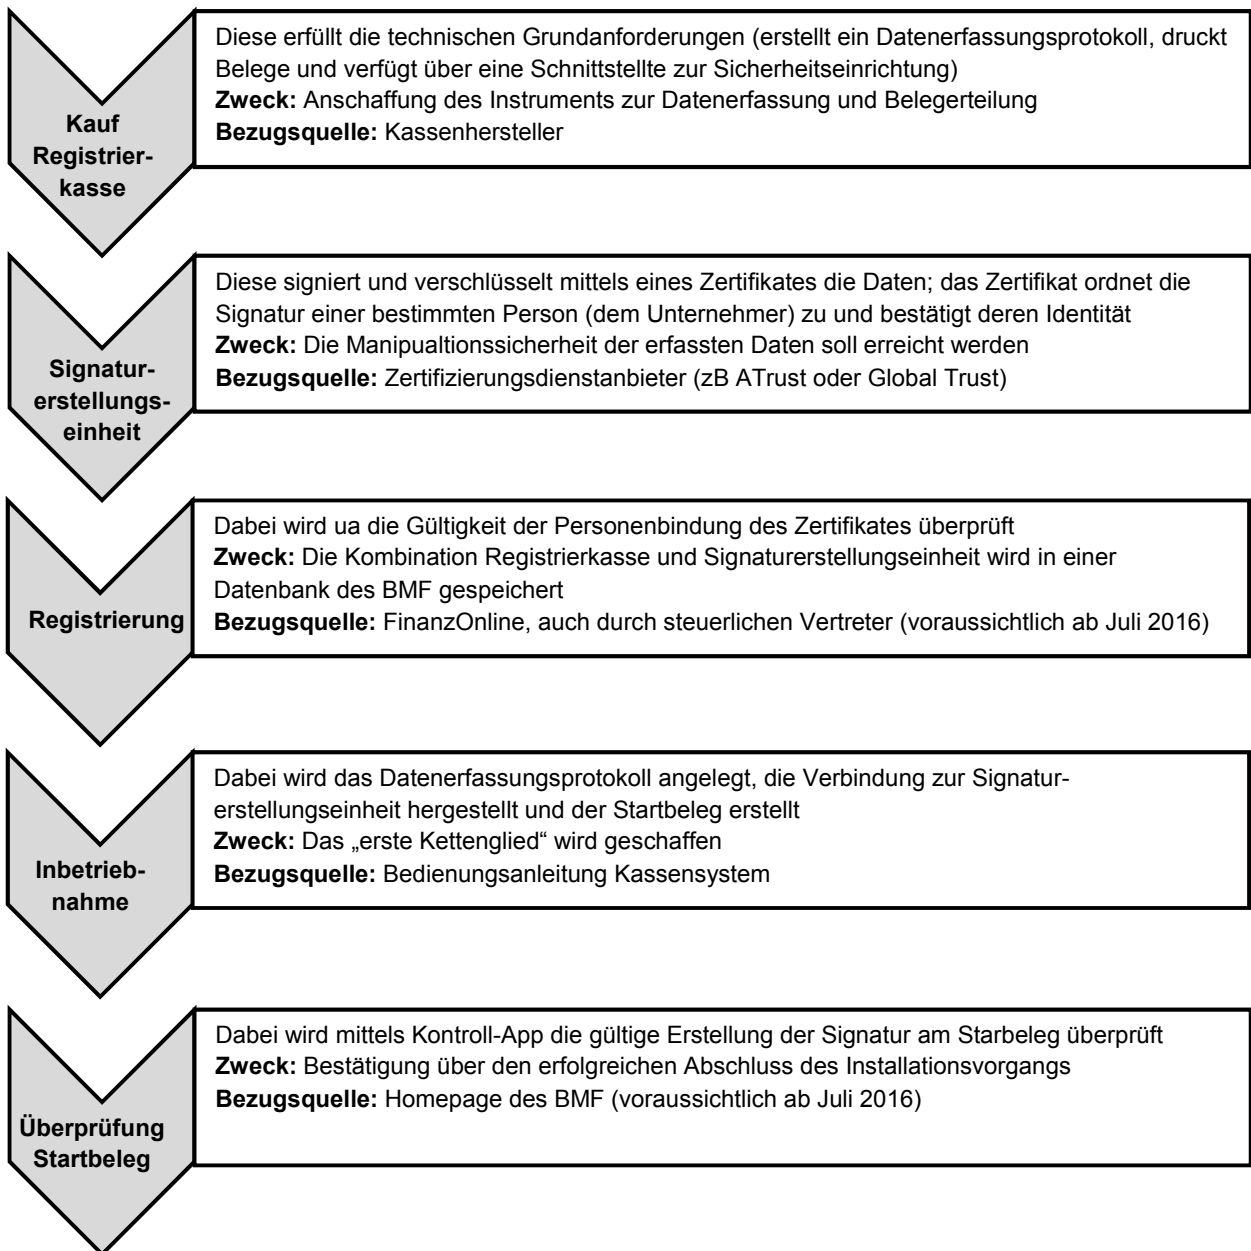 Kauf
Registrier-
kasse
Diese erfüllt die technischen Grundanforderungen (erstellt ein Datenerfassungsprotokoll, druckt
Belege und verfügt über eine Schnittstellte zur Sicherheitseinrichtung)
Zweck: Anschaffung des Instruments zur Datenerfassung und Belegerteilung
Bezugsquelle: Kassenhersteller
Signatur-
erstellungs-
einheit
Diese signiert und verschlüsselt mittels eines Zertifikates die Daten; das Zertifikat ordnet die
Signatur einer bestimmten Person (dem Unternehmer) zu und bestätigt deren Identität
Zweck: Die Manipualtionssicherheit der erfassten Daten soll erreicht werden
Bezugsquelle: Zertifizierungsdienstanbieter (zB ATrust oder Global Trust)
Registrierung
Dabei wird ua die Gültigkeit der Personenbindung des Zertifikates überprüft
Zweck: Die Kombination Registrierkasse und Signaturerstellungseinheit wird in einer
Datenbank des BMF gespeichert
Bezugsquelle: FinanzOnline, auch durch steuerlichen Vertreter (voraussichtlich ab Juli 2016)
Inbetrieb-
nahme
Dabei wird das Datenerfassungsprotokoll angelegt, die Verbindung zur Signatur-
erstellungseinheit hergestellt und der Startbeleg erstellt
Zweck: Das „erste Kettenglied“ wird geschaffen
Bezugsquelle: Bedienungsanleitung Kassensystem
Überprüfung
Startbeleg
Dabei wird mittels Kontroll-App die gültige Erstellung der Signatur am Starbeleg überprüft
Zweck: Bestätigung über den erfolgreichen Abschluss des Installationsvorgangs
Bezugsquelle: Homepage des BMF (voraussichtlich ab Juli 2016)